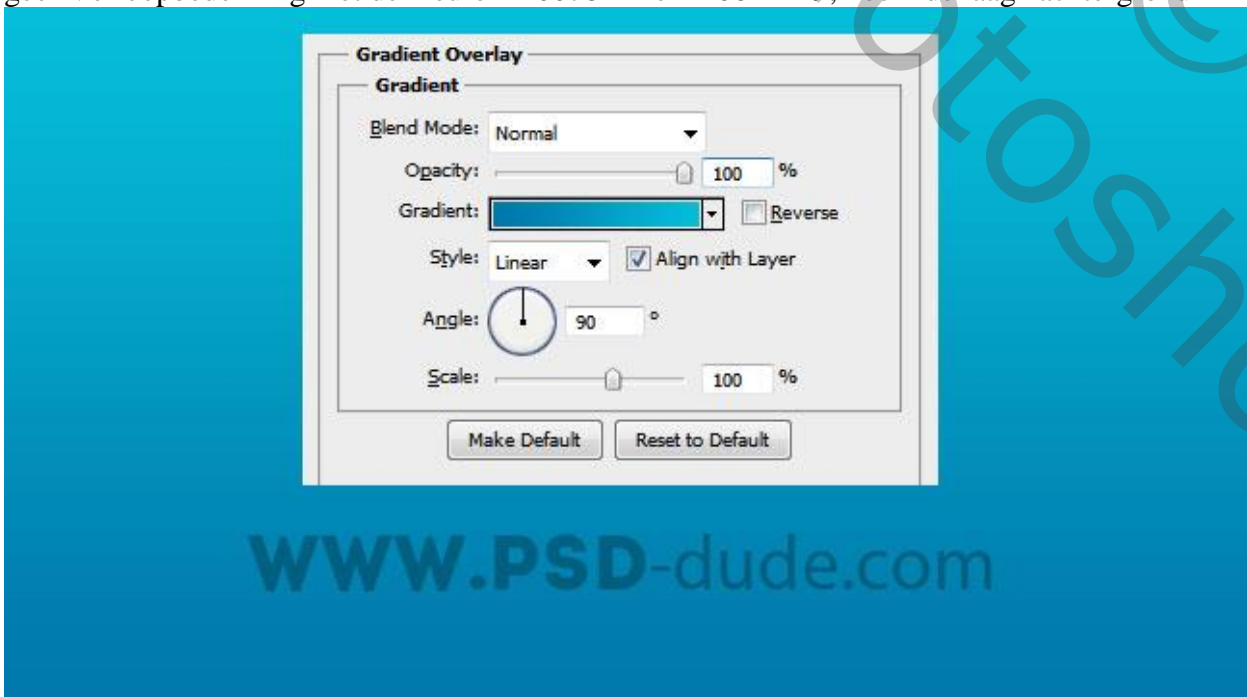 Gradient Overlay
Gradient
Blend Mode: Normal
Opacity: 100 %
Gradient: Reverse
Style: Linear Align with Layer
Angle: 90 °
Scale: 100 %
Make Default Reset to Default
www.PSD-dude.com